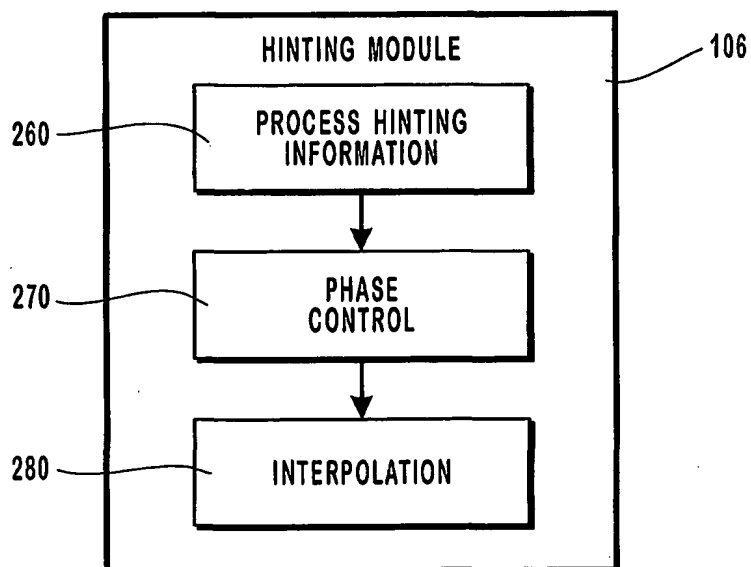 HINTING MODULE
106
260
PROCESS HINTING
INFORMATION
270
PHASE
CONTROL
280
INTERPOLATION